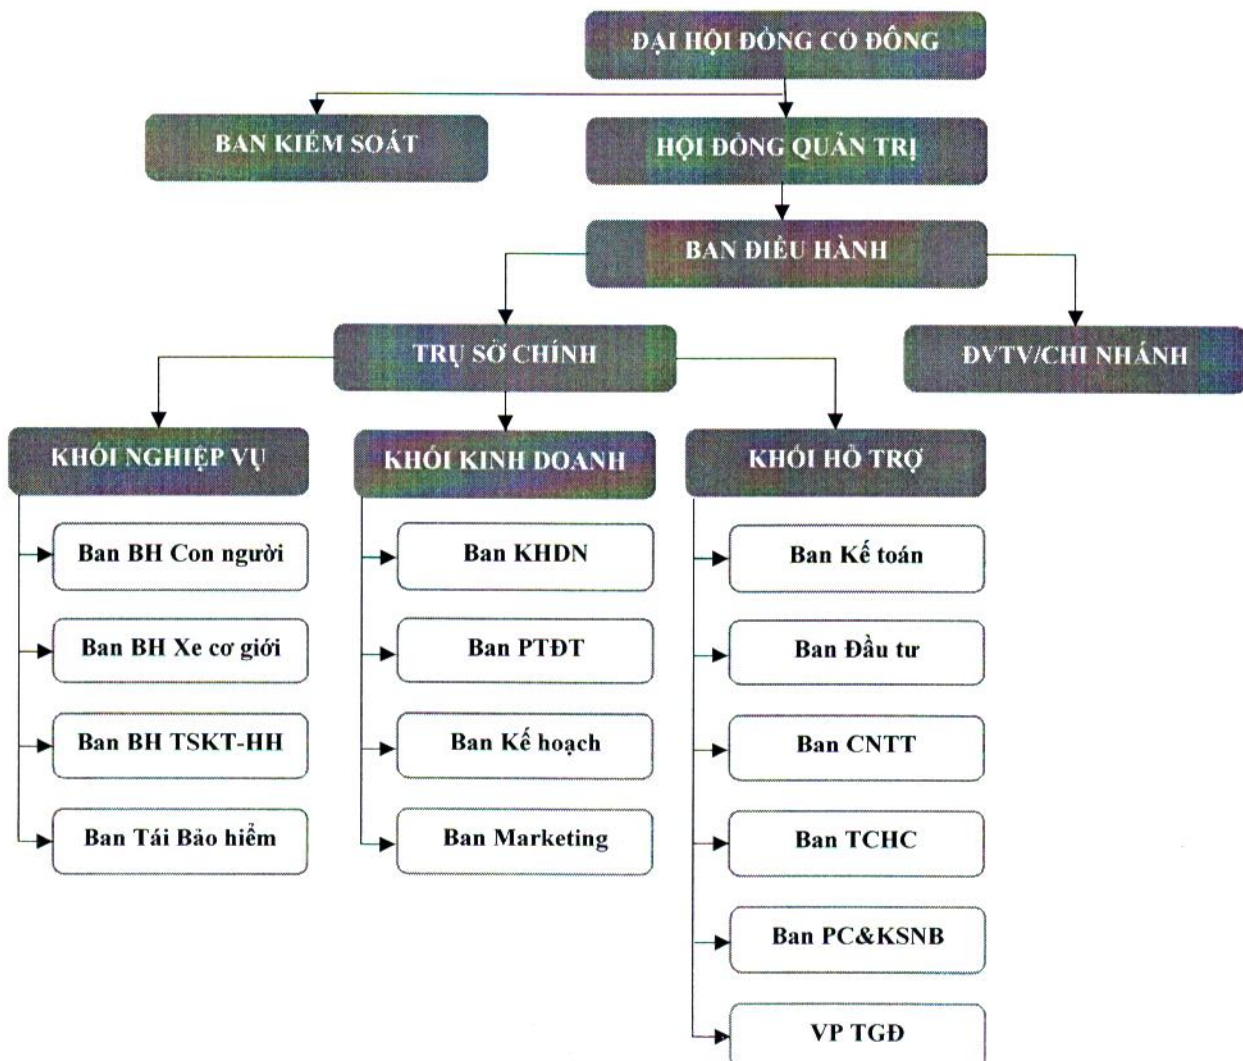 ĐẠI HỘI ĐỒNG CỔ ĐÔNG
BAN KIỂM SOÁT
HỘI ĐỒNG QUẢN TRỊ
BAN ĐIỀU HÀNH
TRỤ SỞ CHÍNH
ĐVTV/CHI NHÁNH
KHỐI NGHIỆP VỤ
KHỐI KINH DOANH
KHỐI HỖ TRỢ
Ban BH Con người
Ban BH Xe cơ giới
Ban BH TSKT-HH
Ban Tái Bảo hiểm
Ban KHDN
Ban PTĐT
Ban Kế hoạch
Ban Marketing
Ban Kế toán
Ban Đầu tư
Ban CNTT
Ban TCHC
Ban PC&KSNB
VP TGĐ